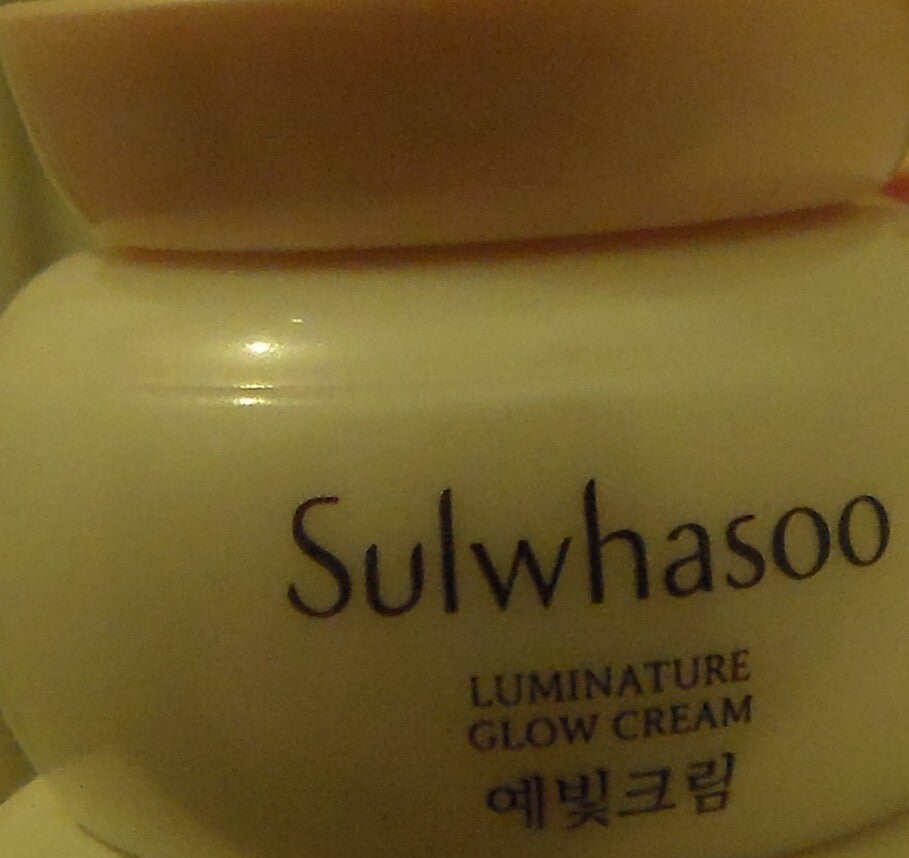 Sulwhasoo
LUMINATURE
GLOW CREAM
예빛크림